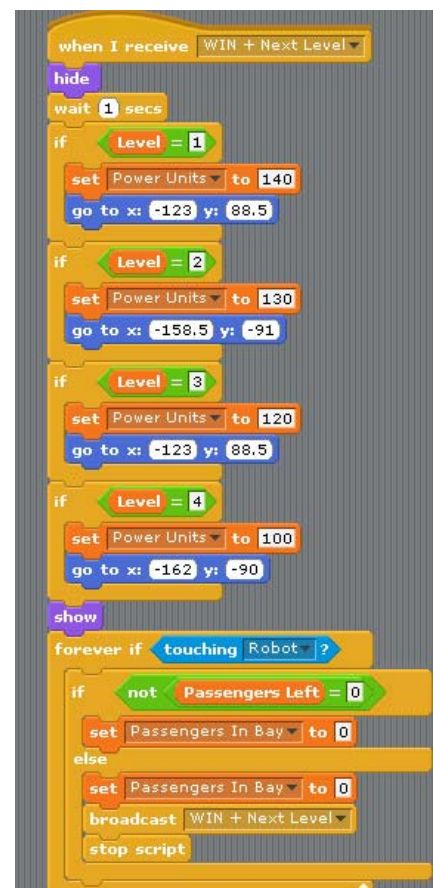 when I receive WIN + Next Level
hide
wait 1 secs
if Level = 1
set Power Units to 140
go to x: -123 y: 88.5
if Level = 2
set Power Units to 130
go to x: -158.5 y: -91
if Level = 3
set Power Units to 120
go to x: -123 y: 88.5
if Level = 4
set Power Units to 100
go to x: -162 y: -90
show
forever if touching Robot ?
if not Passengers Left = 0
set Passengers In Bay to 0
else
set Passengers In Bay to 0
broadcast WIN + Next Level
stop script